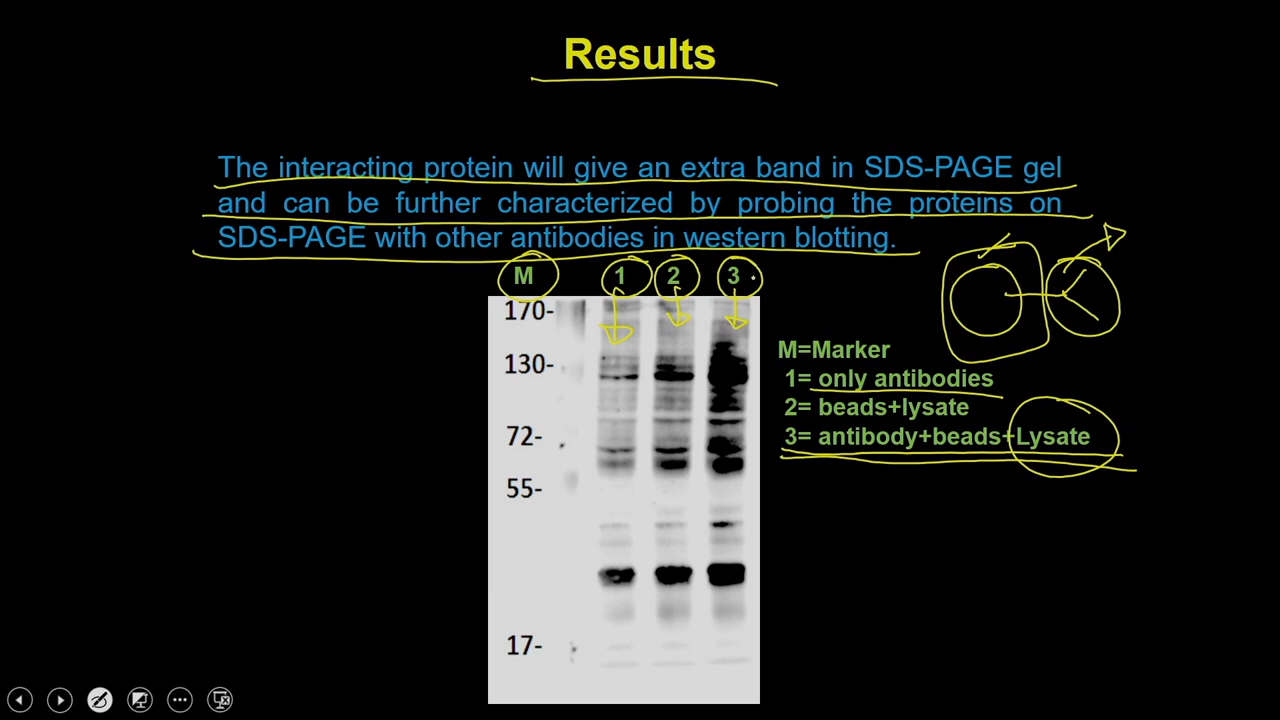 Results
The interacting protein will give an extra band in SDS-PAGE gel
and can be further characterized by probing the proteins on
SDS-PAGE with other antibodies in western blotting.
M 1 2 3
170-
130-
72-
55-
17-
M=Marker
1= only antibodies
2= beads+lysate
3= antibody+beads+Lysate